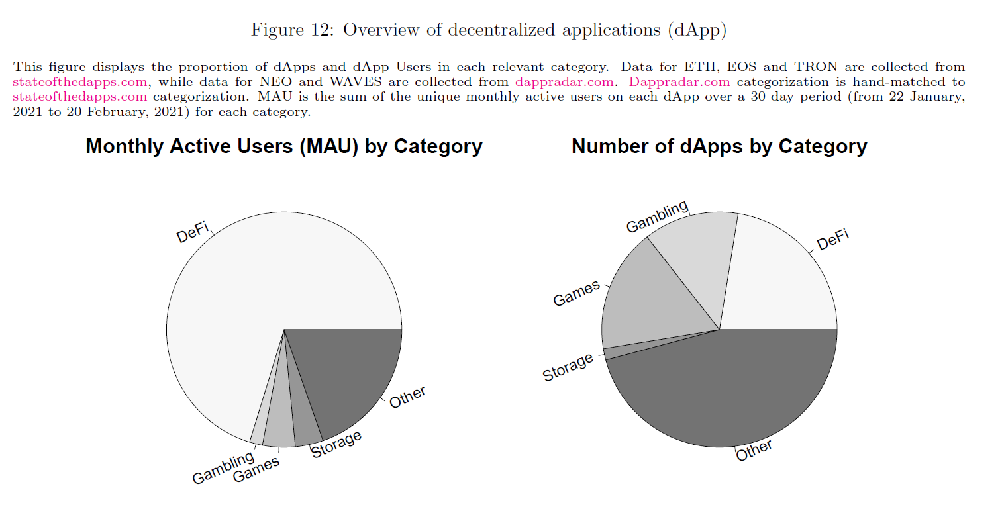 Figure 12: Overview of decentralized applications (dApp)
This figure displays the proportion of dApps and dApp Users in each relevant category. Data for ETH, EOS and TRON are collected from
stateofthedapps.com, while data for NEO and WAVES are collected from dappradar.com. Dappradar.com categorization is hand-matched to
stateofthedapps.com categorization. MAU is the sum of the unique monthly active users on each dApp over a 30 day period (from 22 January,
2021 to 20 February, 2021) for each category.
Monthly Active Users (MAU) by Category
DeFi
Gambling
Games
Storage
Other
Number of dApps by Category
DeFi
Gambling
Games
Storage
Other